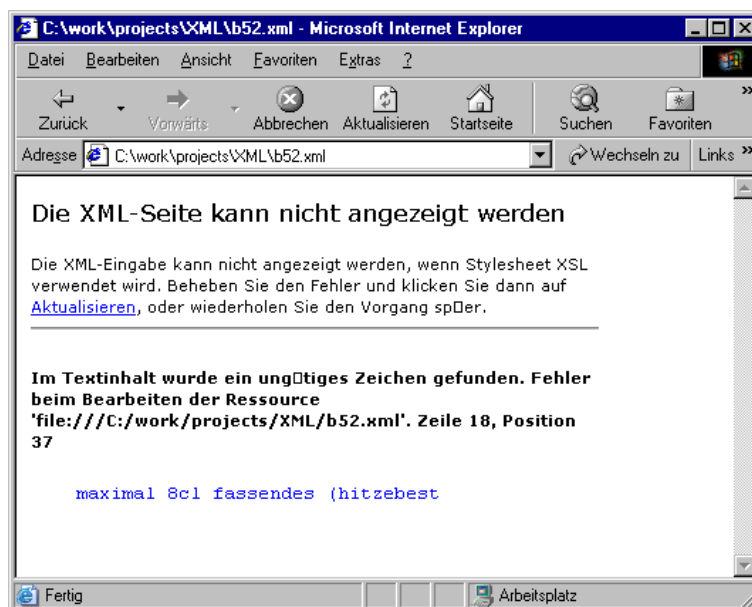 C:\work\projects\XML\b52.xml - Microsoft Internet Explorer
Datei Bearbeiten Ansicht Favoriten Extras ?
Zurück Vorwärts Abbrechen Aktualisieren Startseite Suchen Favoriten »
Adresse C:\work\projects\XML\b52.xml Wechseln zu Links »
Die XML-Seite kann nicht angezeigt werden
Die XML-Eingabe kann nicht angezeigt werden, wenn Stylesheet XSL
verwendet wird. Beheben Sie den Fehler und klicken Sie dann auf
Aktualisieren, oder wiederholen Sie den Vorgang sp□er.
Im Textinhalt wurde ein ung□tiges Zeichen gefunden. Fehler
beim Bearbeiten der Ressource
'file:///C:/work/projects/XML/b52.xml'. Zeile 18, Position
37
maximal 8cl fassendes (hitzebest
Fertig Arbeitsplatz